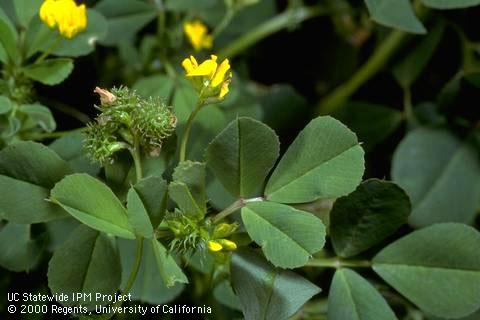 UC Statewide IPM Project
© 2000 Regents, University of California